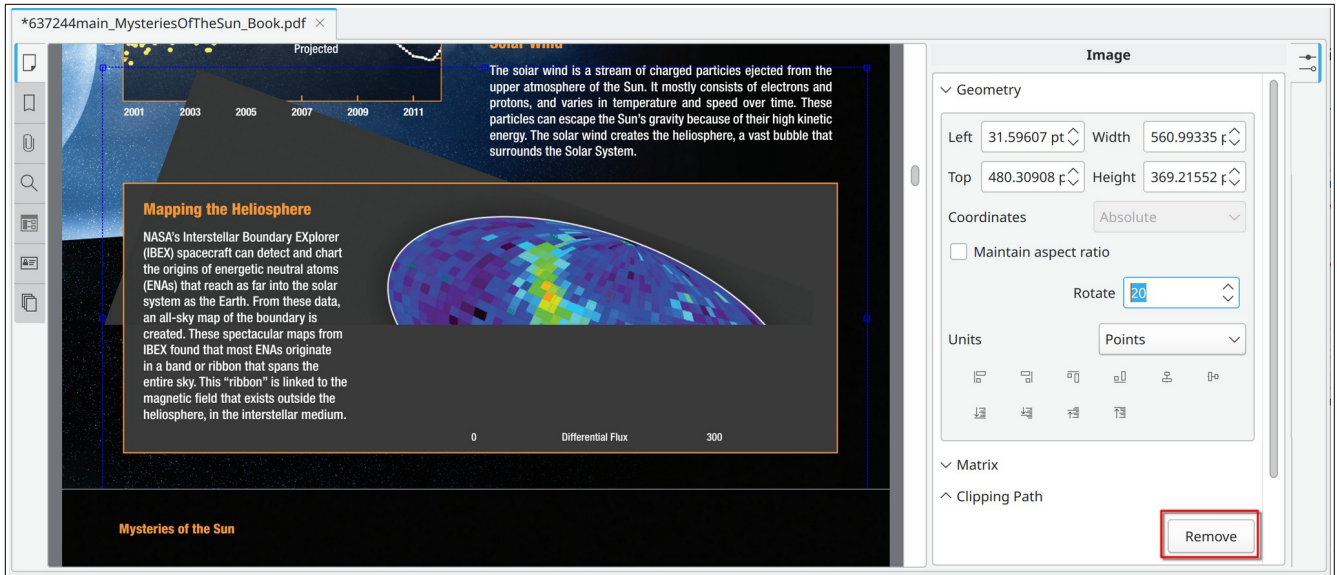 *637244main_MysteriesOfTheSun_Book.pdf ×
Projected
2001 2003 2005 2007 2009 2011
Solar Wind
The solar wind is a stream of charged particles ejected from the
upper atmosphere of the Sun. It mostly consists of electrons and
protons, and varies in temperature and speed over time. These
particles can escape the Sun's gravity because of their high kinetic
energy. The solar wind creates the heliosphere, a vast bubble that
surrounds the Solar System.
Mapping the Heliosphere
NASA's Interstellar Boundary EXplorer
(IBEX) spacecraft can detect and chart
the origins of energetic neutral atoms
(ENAs) that reach as far into the solar
system as the Earth. From these data,
an all-sky map of the boundary is
created. These spectacular maps from
IBEX found that most ENAs originate
in a band or ribbon that spans the
entire sky. This “ribbon” is linked to the
magnetic field that exists outside the
heliosphere, in the interstellar medium.
0 Differential Flux 300
Mysteries of the Sun
Image
Geometry
Left 31.59607 pt Width 560.99335 p
Top 480.30908 p Height 369.21552 p
Coordinates Absolute
Maintain aspect ratio
Rotate 20
Units Points
Matrix
Clipping Path
Remove